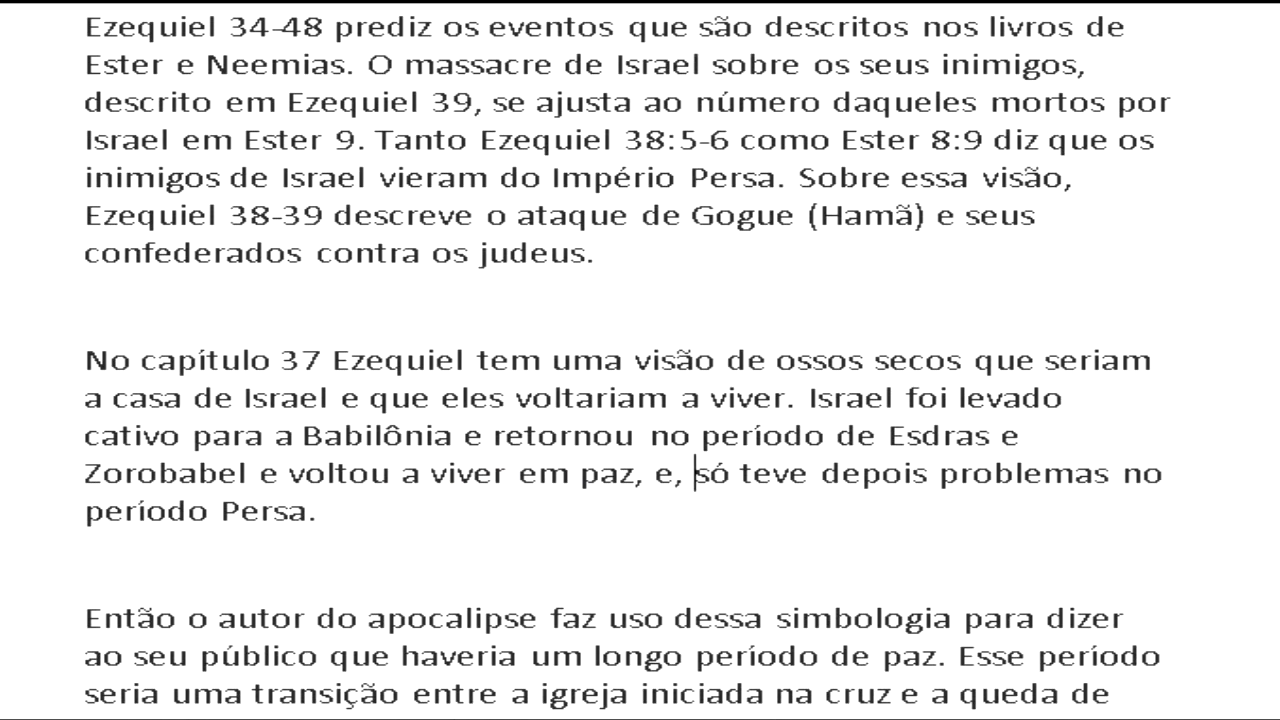 Ezequiel 34-48 prediz os eventos que são descritos nos livros de
Ester e Neemias. O massacre de Israel sobre os seus inimigos,
descrito em Ezequiel 39, se ajusta ao número daqueles mortos por
Israel em Ester 9. Tanto Ezequiel 38:5-6 como Ester 8:9 diz que os
inimigos de Israel vieram do Império Persa. Sobre essa visão,
Ezequiel 38-39 descreve o ataque de Gogue (Hamã) e seus
confederados contra os judeus.
No capítulo 37 Ezequiel tem uma visão de ossos secos que seriam
a casa de Israel e que eles voltariam a viver. Israel foi levado
cativo para a Babilônia e retornou no período de Esdras e
Zorobabel e voltou a viver em paz, e, só teve depois problemas no
período Persa.
Então o autor do apocalipse faz uso dessa simbologia para dizer
ao seu público que haveria um longo período de paz. Esse período
seria uma transição entre a igreja iniciada na cruz e a queda de